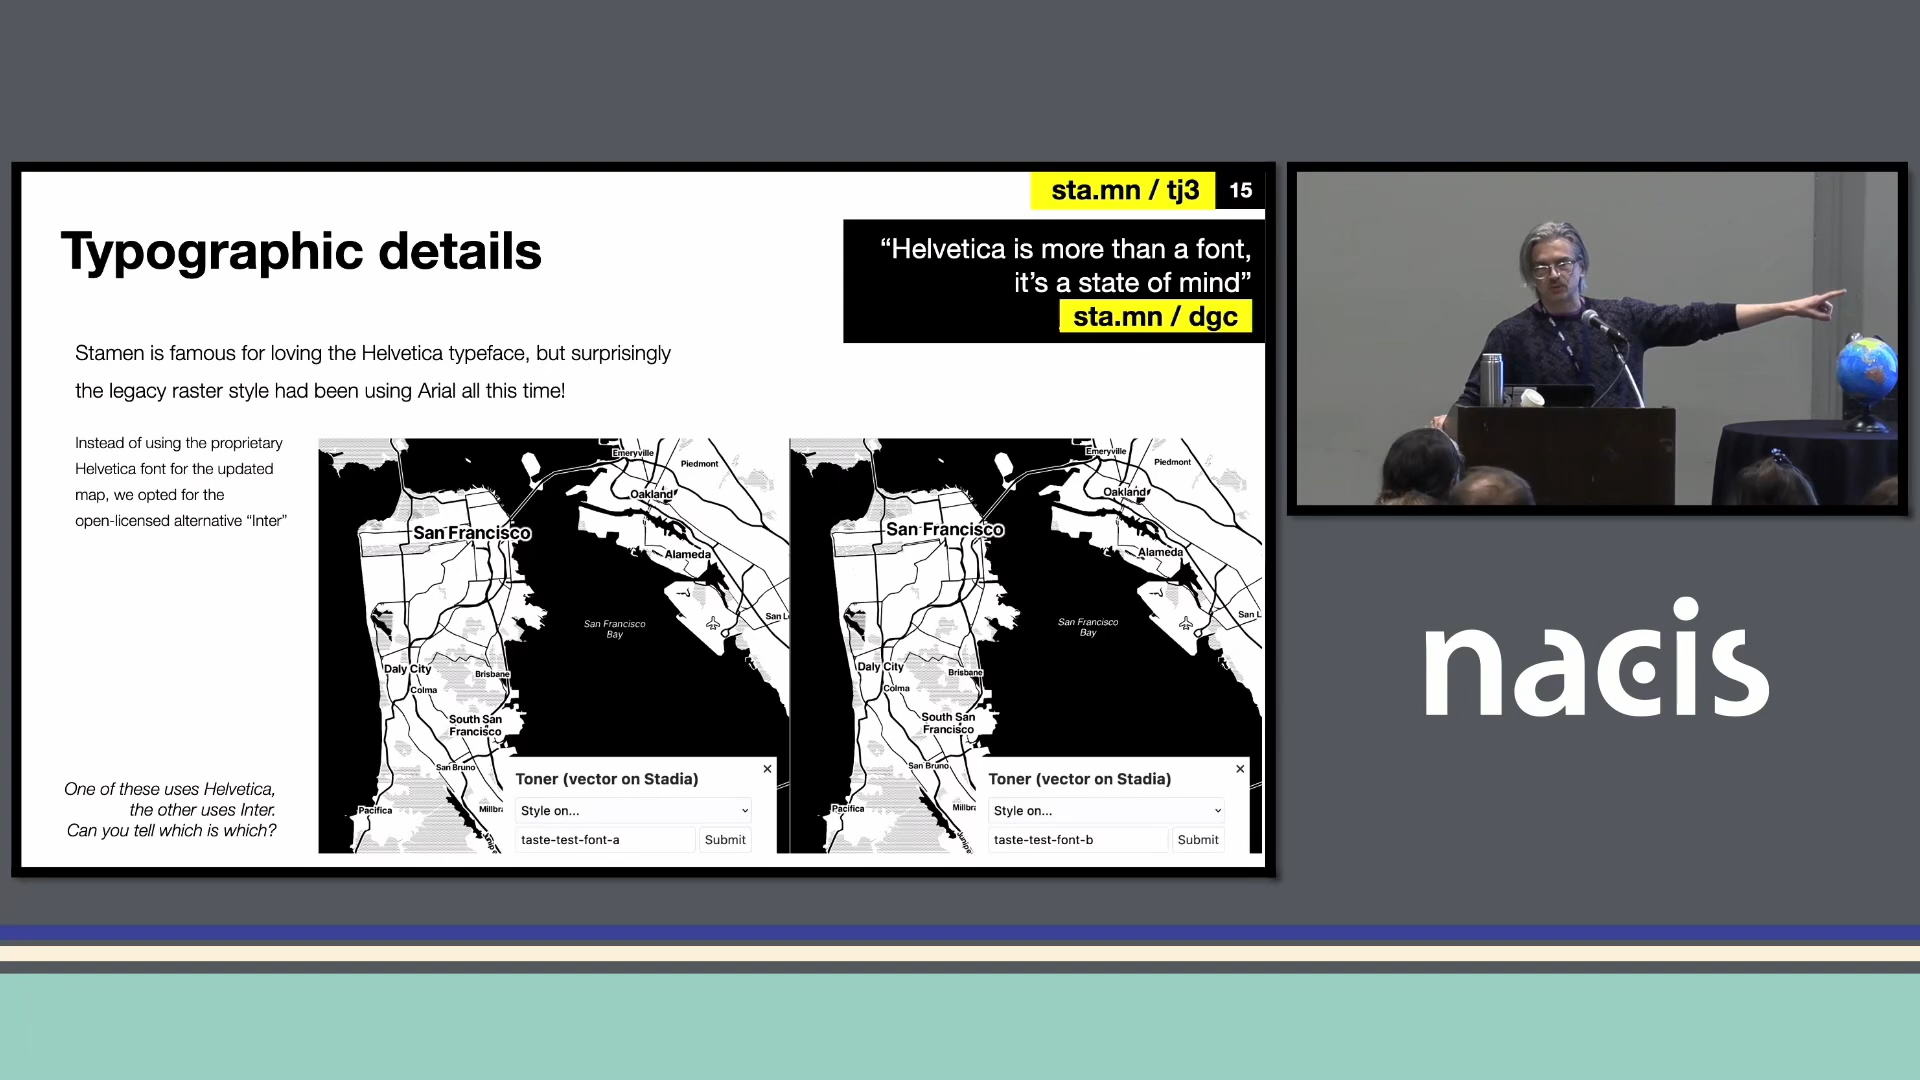 sta.mn / tj3
15
Typographic details
“Helvetica is more than a font,
it’s a state of mind”
sta.mn / dgc
Stamen is famous for loving the Helvetica typeface, but surprisingly
the legacy raster style had been using Arial all this time!
Instead of using the proprietary
Helvetica font for the updated
map, we opted for the
open-licensed alternative “Inter”
One of these uses Helvetica,
the other uses Inter.
Can you tell which is which?
Emeryville
Piedmont
Oakland
San Francisco
Alameda
San Francisco
Bay
San L
Daly City
Brisbane
Colma
South San
Francisco
San Bruno
Pacifica
Millbr
Toner (vector on Stadia)
×
Style on...
taste-test-font-a
Submit
Emeryville
Piedmont
Oakland
San Francisco
Alameda
San Francisco
Bay
San L
Daly City
Brisbane
Colma
South San
Francisco
San Bruno
Pacifica
Millbr
Toner (vector on Stadia)
×
Style on...
taste-test-font-b
Submit
nacis